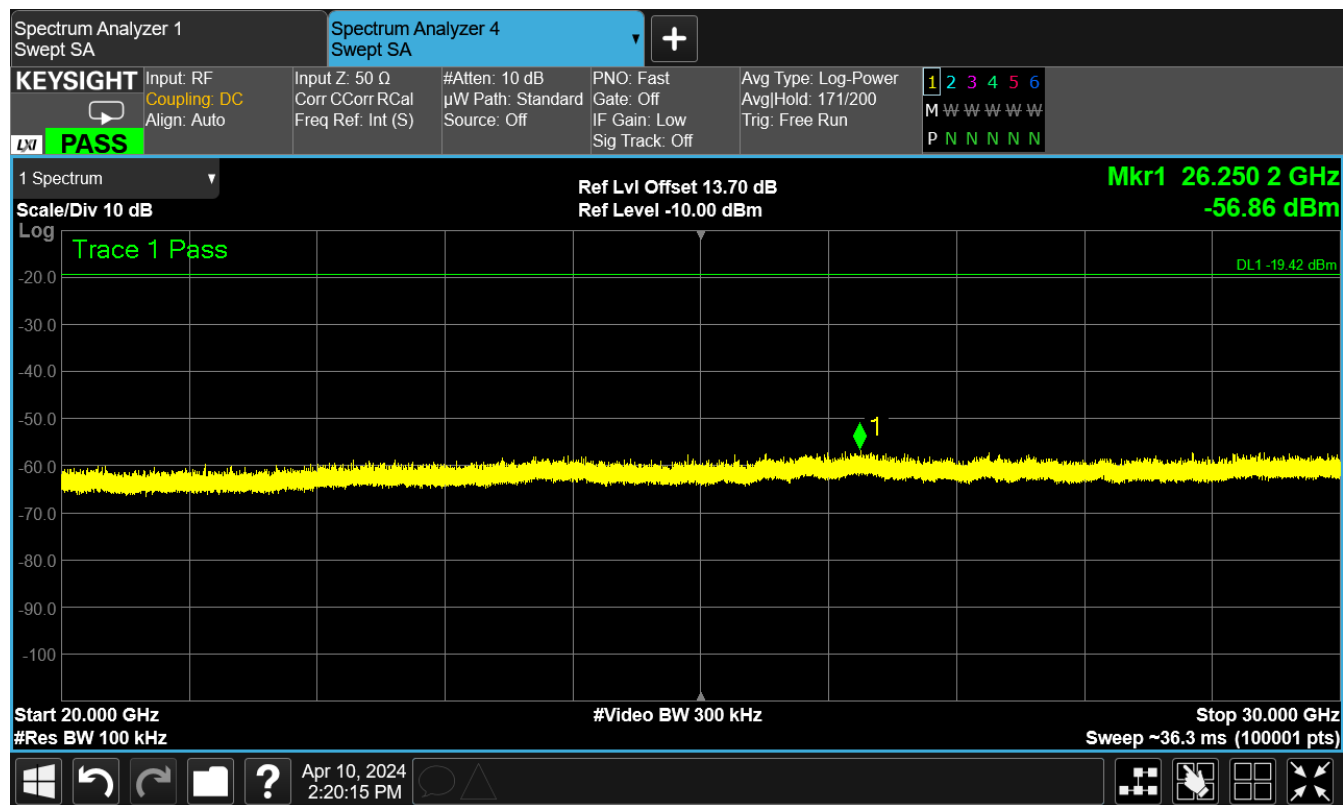 Spectrum Analyzer 1
Swept SA
Spectrum Analyzer 4
Swept SA
KEYSIGHT
LXI PASS
Input: RF
Coupling: DC
Align: Auto
Input Z: 50 Ω
Corr CCorr RCal
Freq Ref: Int (S)
#Atten: 10 dB
µW Path: Standard
Source: Off
PNO: Fast
Gate: Off
IF Gain: Low
Sig Track: Off
Avg Type: Log-Power
Avg|Hold: 171/200
Trig: Free Run
1 2 3 4 5 6
M W W W W W
P N N N N N
1 Spectrum
Scale/Div 10 dB
Ref Lvl Offset 13.70 dB
Ref Level -10.00 dBm
Mkr1 26.250 2 GHz
-56.86 dBm
Log
Trace 1 Pass
DL1 -19.42 dBm
-20.0
-30.0
-40.0
-50.0
1
-60.0
-70.0
-80.0
-90.0
-100
Start 20.000 GHz
#Video BW 300 kHz
Stop 30.000 GHz
#Res BW 100 kHz
Sweep ~36.3 ms (100001 pts)
?
Apr 10, 2024
2:20:15 PM